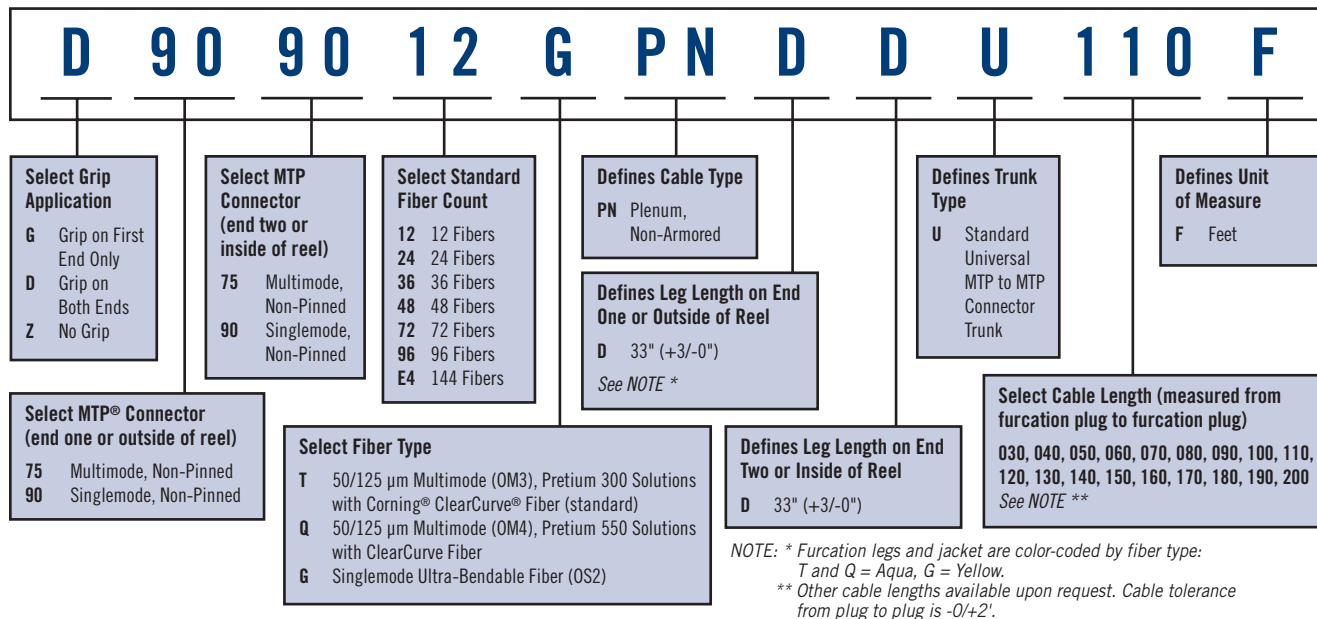 D 90 90 12 G PN D D U 110 F
Select Grip
Application
G Grip on First
End Only
D Grip on
Both Ends
Z No Grip
Select MTP
Connector
(end two or
inside of reel)
75 Multimode,
Non-Pinned
90 Singlemode,
Non-Pinned
Select Standard
Fiber Count
12 12 Fibers
24 24 Fibers
36 36 Fibers
48 48 Fibers
72 72 Fibers
96 96 Fibers
E4 144 Fibers
Defines Cable Type
PN Plenum,
Non-Armored
Defines Trunk
Type
U Standard
Universal
MTP to MTP
Connector
Trunk
Defines Unit
of Measure
F Feet
Defines Leg Length on End
One or Outside of Reel
D 33" (+3/-0")
See NOTE *
Select MTP® Connector
(end one or outside of reel)
75 Multimode, Non-Pinned
90 Singlemode, Non-Pinned
Select Fiber Type
T 50/125 µm Multimode (OM3), Pretium 300 Solutions
with Corning® ClearCurve® Fiber (standard)
Q 50/125 µm Multimode (OM4), Pretium 550 Solutions
with ClearCurve Fiber
G Singlemode Ultra-Bendable Fiber (OS2)
Defines Leg Length on End
Two or Inside of Reel
D 33" (+3/-0")
Select Cable Length (measured from
furcation plug to furcation plug)
030, 040, 050, 060, 070, 080, 090, 100, 110,
120, 130, 140, 150, 160, 170, 180, 190, 200
See NOTE **
NOTE: * Furcation legs and jacket are color-coded by fiber type:
T and Q = Aqua, G = Yellow.
** Other cable lengths available upon request. Cable tolerance
from plug to plug is -0/+2'.